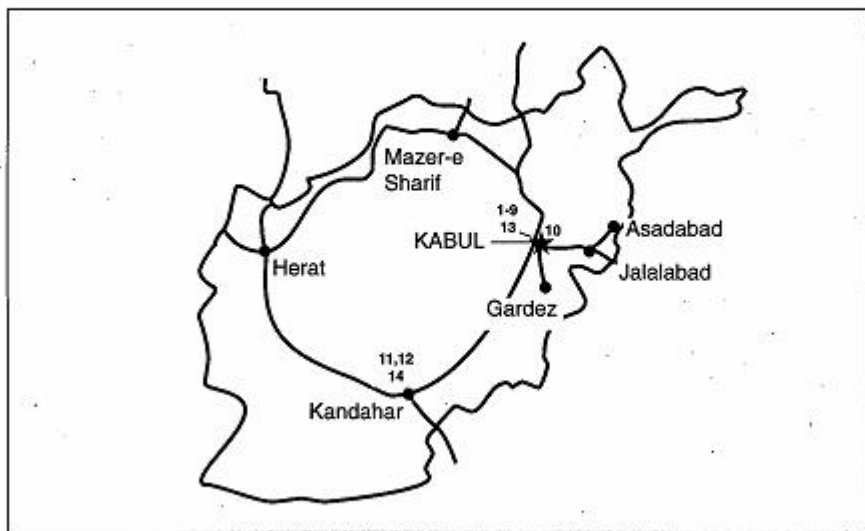 Mazer-e
Sharif
1-9
13
10
KABUL
Asadabad
Jalalabad
Herat
Gardez
11,12
14
Kandahar